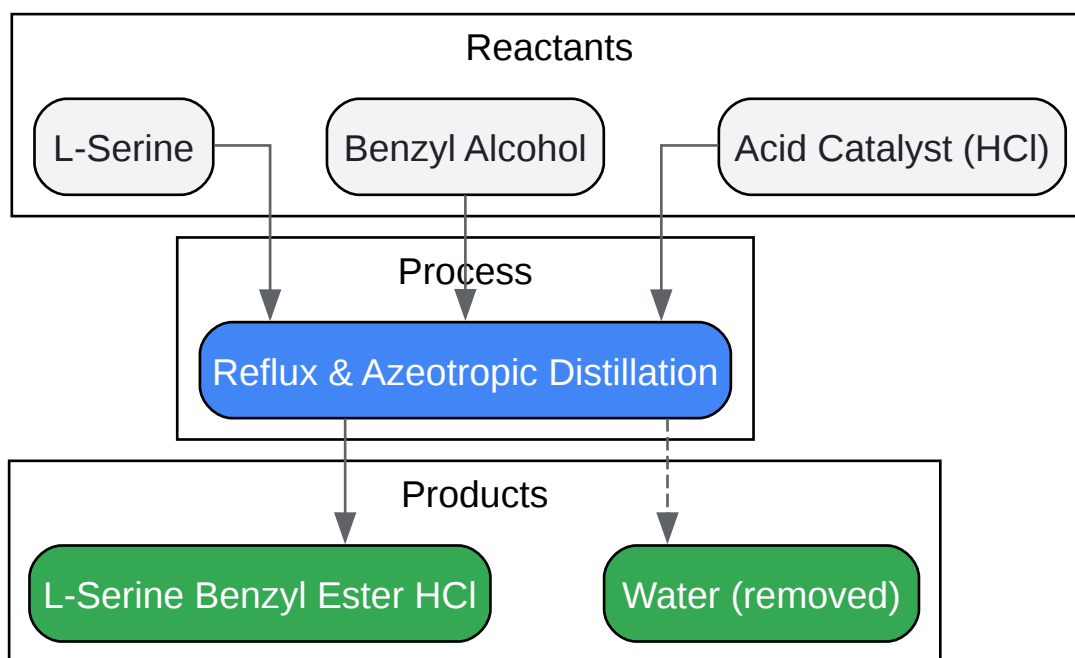 Reactants
L-Serine
Benzyl Alcohol
Acid Catalyst (HCl)
Process
Reflux & Azeotropic Distillation
Products
L-Serine Benzyl Ester HCl
Water (removed)